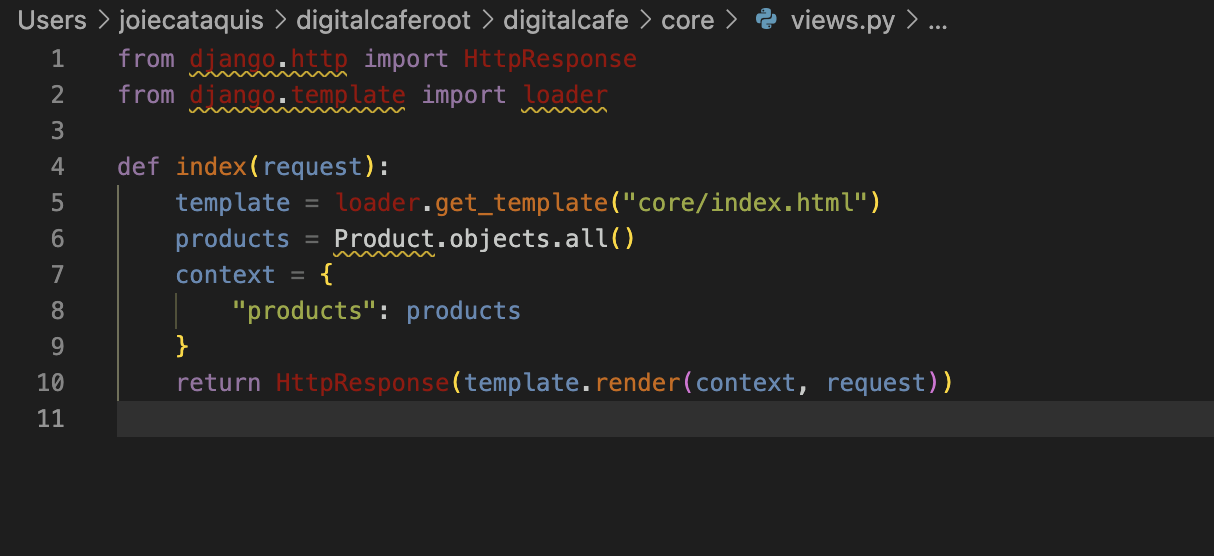 Users > joiecataquis > digitalcaferoot > digitalcafe > core > views.py > ...
1 from django.http import HttpResponse
2 from django.template import loader
3
4 def index(request):
5     template = loader.get_template("core/index.html")
6     products = Product.objects.all()
7     context = {
8         "products": products
9     }
10     return HttpResponse(template.render(context, request))
11